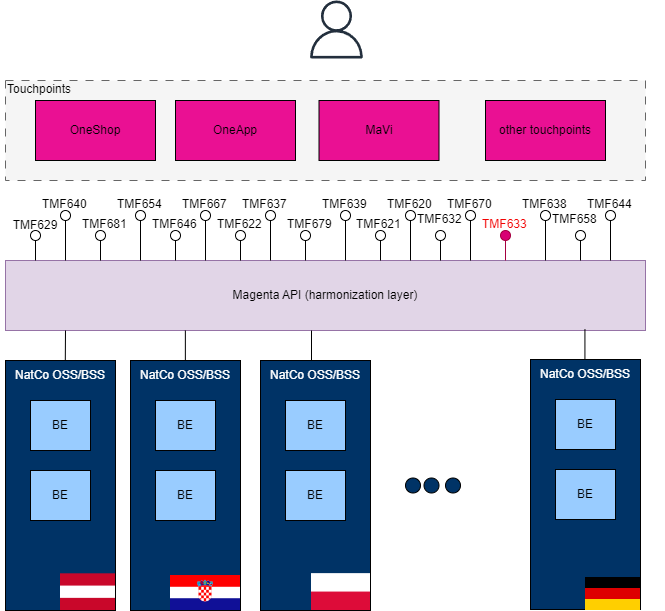 Touchpoints
OneShop
OneApp
MaVi
other touchpoints
TMF640
TMF654
TMF667
TMF637
TMF639
TMF620
TMF670
TMF638
TMF644
TMF629
TMF681
TMF646
TMF622
TMF679
TMF621
TMF632
TMF633
TMF658
Magenta API (harmonization layer)
NatCo OSS/BSS
NatCo OSS/BSS
NatCo OSS/BSS
NatCo OSS/BSS
BE
BE
BE
BE
BE
BE
BE
BE